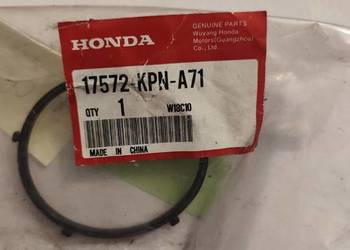 HONDA
GENUINE PARTS
Wuyang Honda
Motors(Guangzhou)
Co., Ltd.
17572-KPN-A71
QTY 1 W18C10
MADE IN CHINA